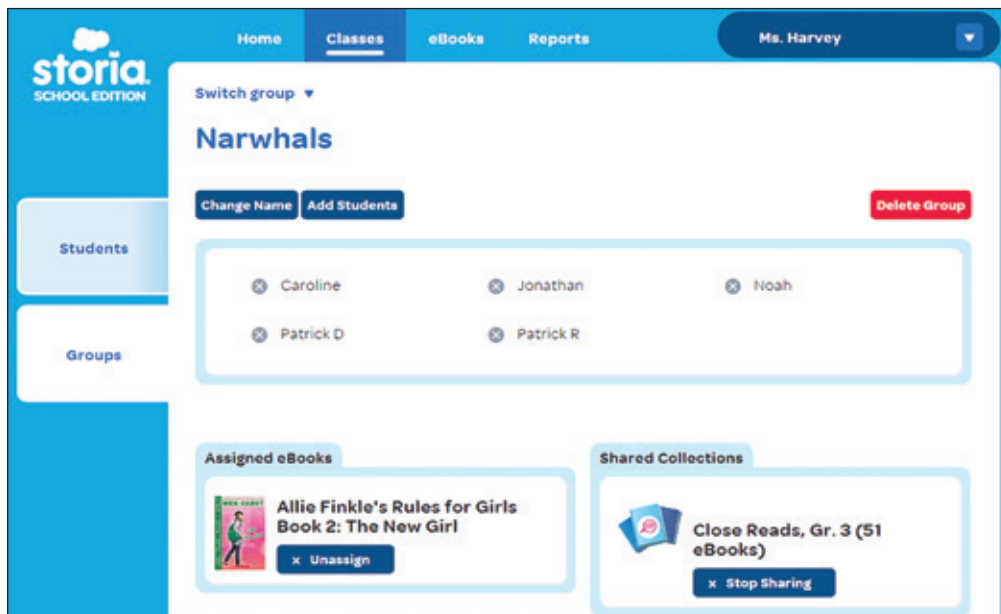 Home Classes eBooks Reports Ms. Harvey
storia
SCHOOL EDITION
Switch group
Narwhals
Change Name Add Students Delete Group
Students
Groups
Caroline Jonathan Noah
Patrick D Patrick R
Assigned eBooks
MEG CABOT
Allie Finkle's Rules for Girls
Book 2: The New Girl
x Unassign
Shared Collections
Close Reads, Gr. 3 (51
eBooks)
x Stop Sharing